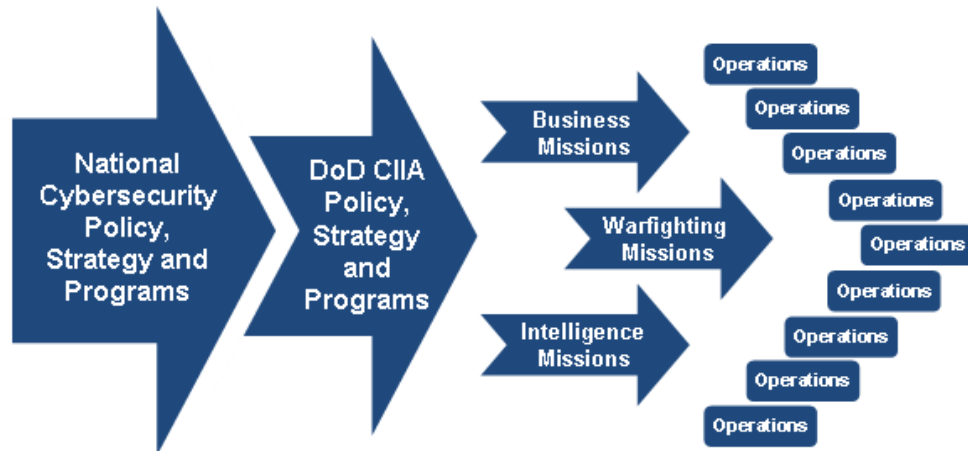 National
Cybersecurity
Policy,
Strategy and
Programs
DoD CIIA
Policy,
Strategy
and
Programs
Business
Missions
Warfighting
Missions
Intelligence
Missions
Operations
Operations
Operations
Operations
Operations
Operations
Operations
Operations
Operations